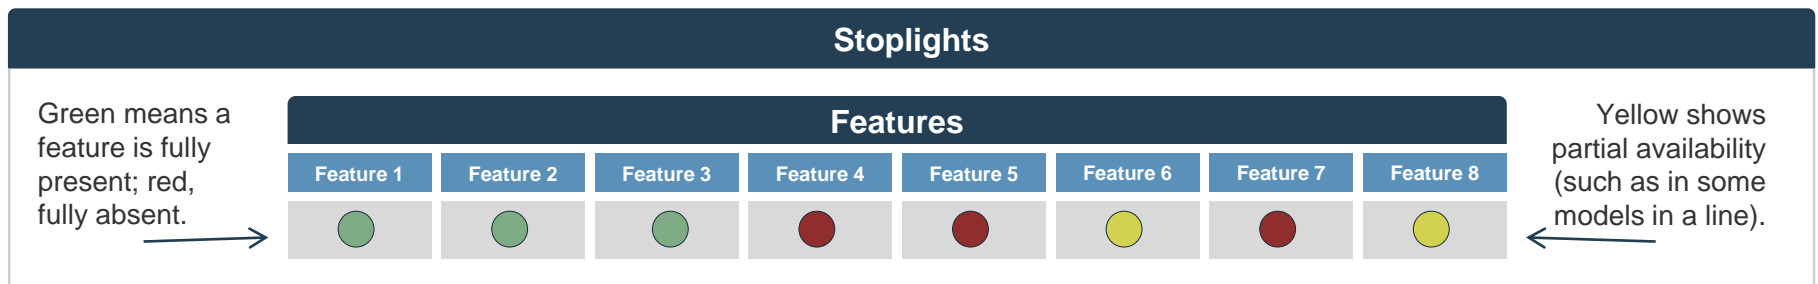 Stoplights
Green means a
feature is fully
present; red,
fully absent.
Features
Feature 1 Feature 2 Feature 3 Feature 4 Feature 5 Feature 6 Feature 7 Feature 8
Yellow shows
partial availability
(such as in some
models in a line).